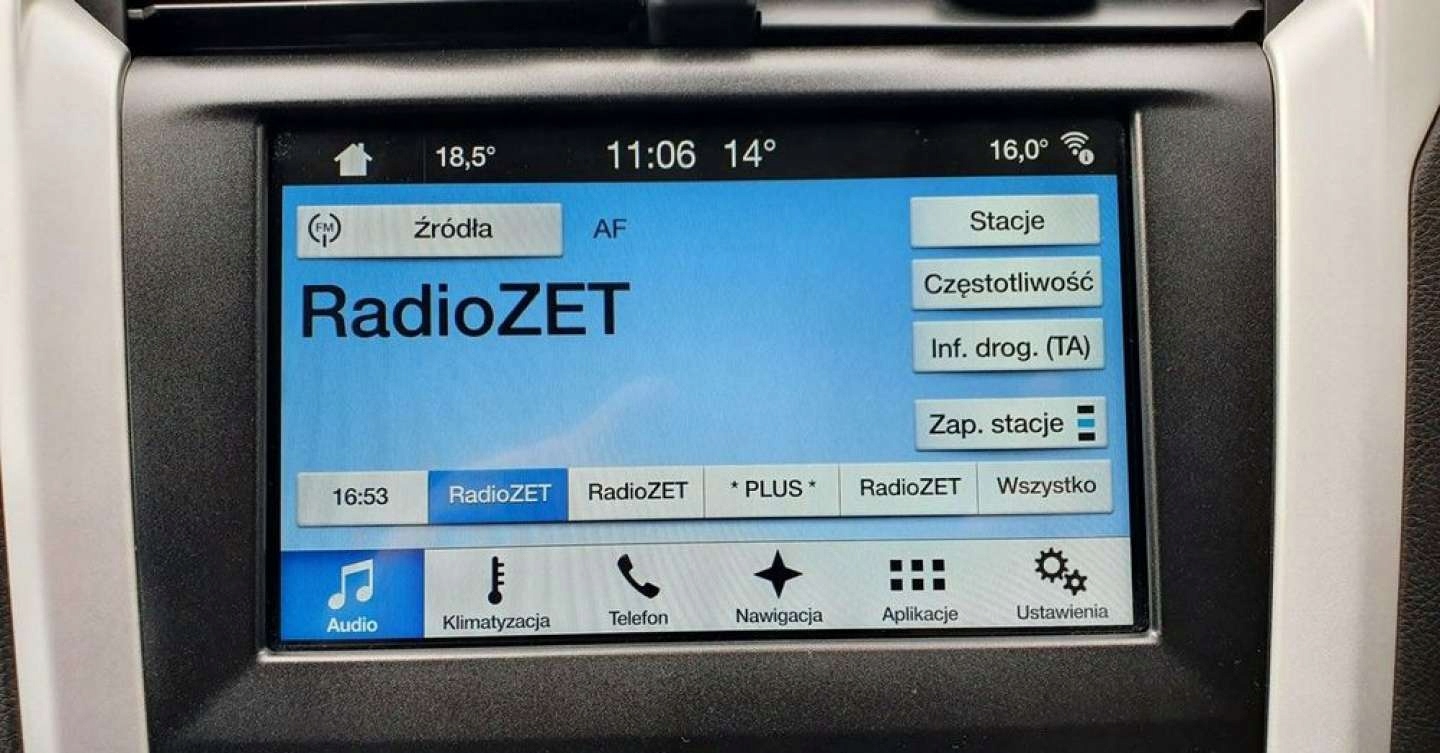 18,5° 11:06 14° 16,0°
FM Źródła AF Stacje
RadioZET
Częstotliwość
Inf. drog. (TA)
Zap. stacje
16:53 RadioZET RadioZET * PLUS * RadioZET Wszystko
Audio Klimatyzacja Telefon Nawigacja Aplikacje Ustawienia